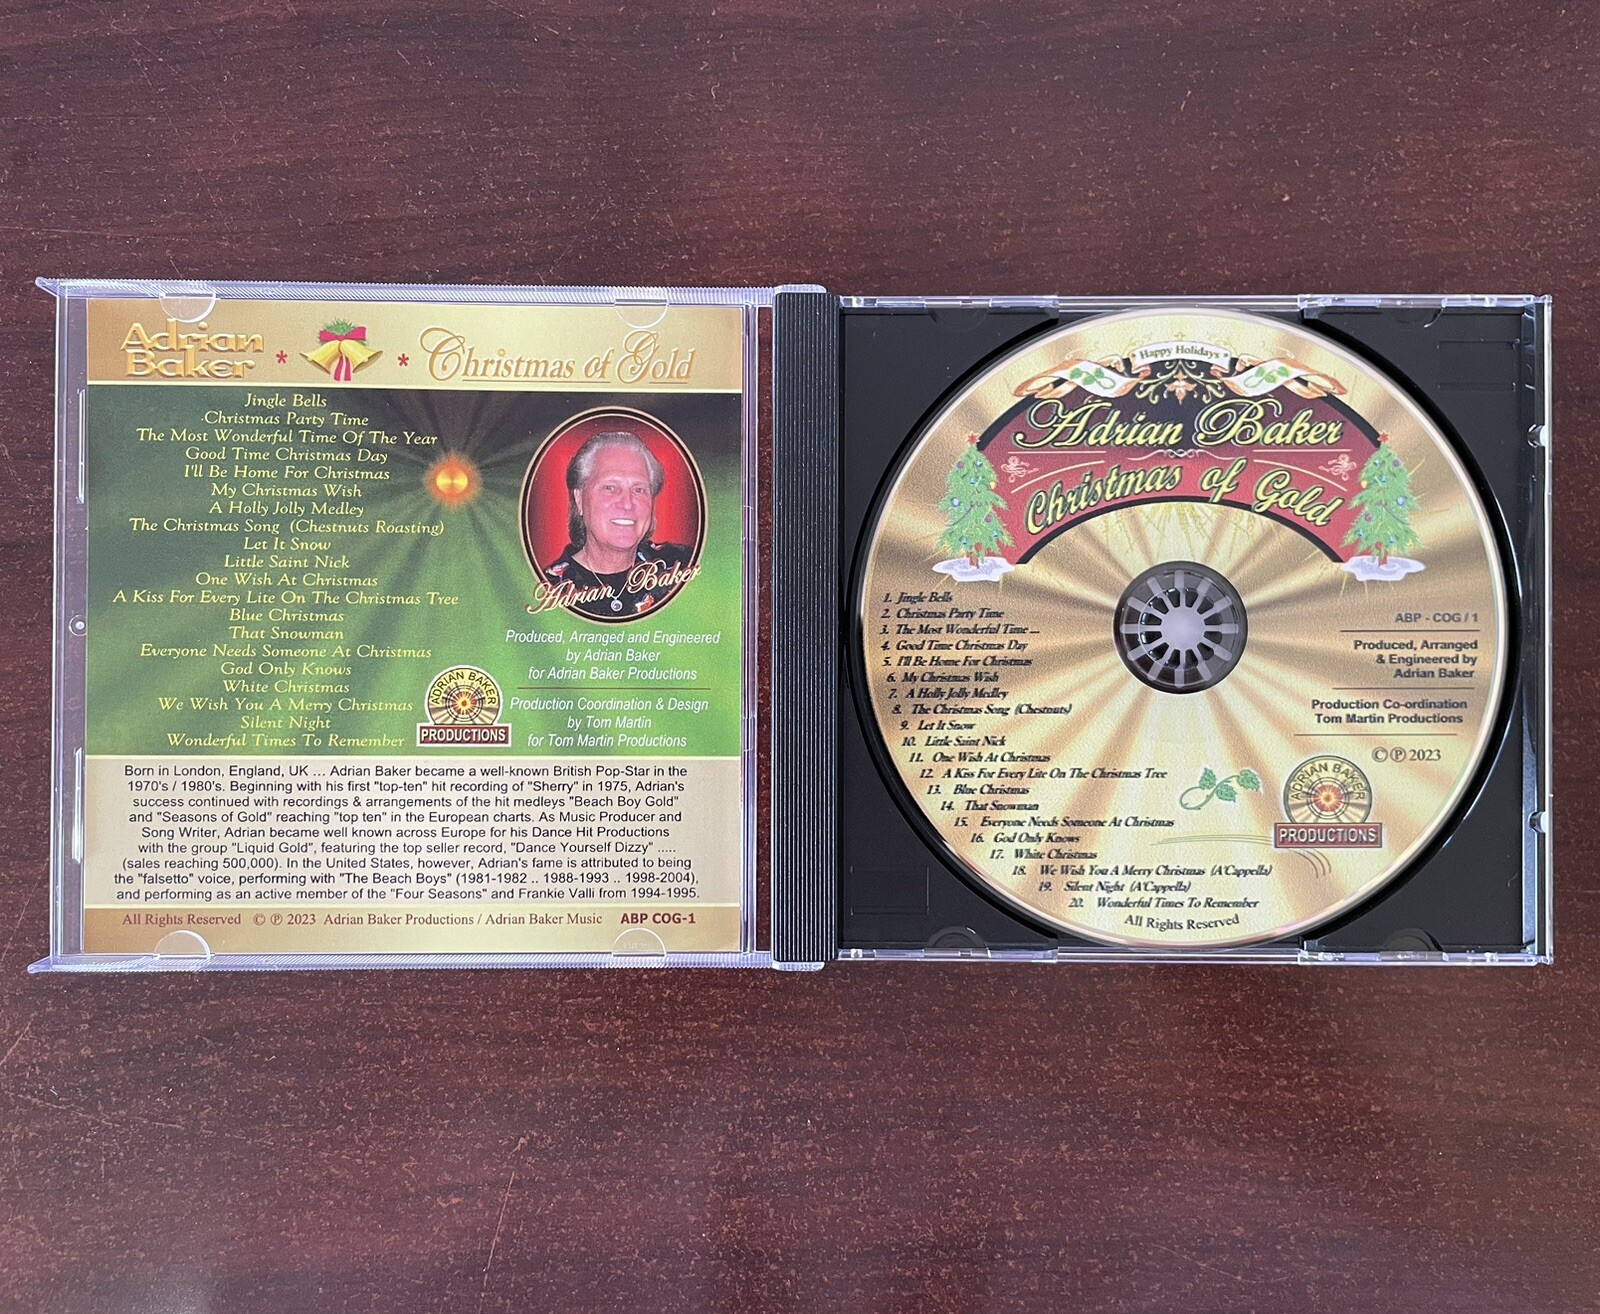 Adrian
Baker
* *
Christmas of Gold
Jingle Bells
Christmas Party Time
The Most Wonderful Time Of The Year
Good Time Christmas Day
I'll Be Home For Christmas
My Christmas Wish
A Holly Jolly Medley
The Christmas Song (Chestnuts Roasting)
Let It Snow
Little Saint Nick
One Wish At Christmas
A Kiss For Every Lite On The Christmas Tree
Blue Christmas
That Snowman
Everyone Needs Someone At Christmas
God Only Knows
White Christmas
We Wish You A Merry Christmas
Silent Night
Wonderful Times To Remember
Adrian Baker
Produced, Arranged and Engineered
by Adrian Baker
for Adrian Baker Productions
Production Coordination & Design
by Tom Martin
for Tom Martin Productions
ADRIAN BAKER
PRODUCTIONS
Born in London, England, UK ... Adrian Baker became a well-known British Pop-Star in the
1970's / 1980's. Beginning with his first "top-ten" hit recording of "Sherry" in 1975, Adrian's
success continued with recordings & arrangements of the hit medleys "Beach Boy Gold"
and "Seasons of Gold" reaching "top ten" in the European charts. As Music Producer and
Song Writer, Adrian became well known across Europe for his Dance Hit Productions
with the group "Liquid Gold", featuring the top seller record, "Dance Yourself Dizzy" .....
(sales reaching 500,000). In the United States, however, Adrian's fame is attributed to being
the "falsetto" voice, performing with "The Beach Boys" (1981-1982 .. 1988-1993 .. 1998-2004),
and performing as an active member of the "Four Seasons" and Frankie Valli from 1994-1995.
All Rights Reserved © ℗ 2023 Adrian Baker Productions / Adrian Baker Music ABP COG-1
Happy Holidays
Adrian Baker
Christmas of Gold
1. Jingle Bells
2. Christmas Party Time
3. The Most Wonderful Time ...
4. Good Time Christmas Day
5. I'll Be Home For Christmas
6. My Christmas Wish
7. A Holly Jolly Medley
8. The Christmas Song (Chestnuts)
9. Let It Snow
10. Little Saint Nick
11. One Wish At Christmas
12. A Kiss For Every Lite On The Christmas Tree
13. Blue Christmas
14. That Snowman
15. Everyone Needs Someone At Christmas
16. God Only Knows
17. White Christmas
18. We Wish You A Merry Christmas (A'Cappella)
19. Silent Night (A'Cappella)
20. Wonderful Times To Remember
All Rights Reserved
ABP - COG / 1
Produced, Arranged
& Engineered by
Adrian Baker
Production Co-ordination
Tom Martin Productions
© ℗ 2023
ADRIAN BAKER
PRODUCTIONS